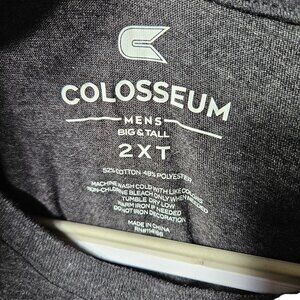 COLOSSEUM
MENS
BIG & TALL
2XT
52% COTTON 48% POLYESTER
MACHINE WASH COLD WITH LIKE COLORS
NON-CHLORINE BLEACH ONLY WHEN NEEDED
TUMBLE DRY LOW
WARM IRON IF NEEDED
DO NOT IRON DECORATION
MADE IN CHINA